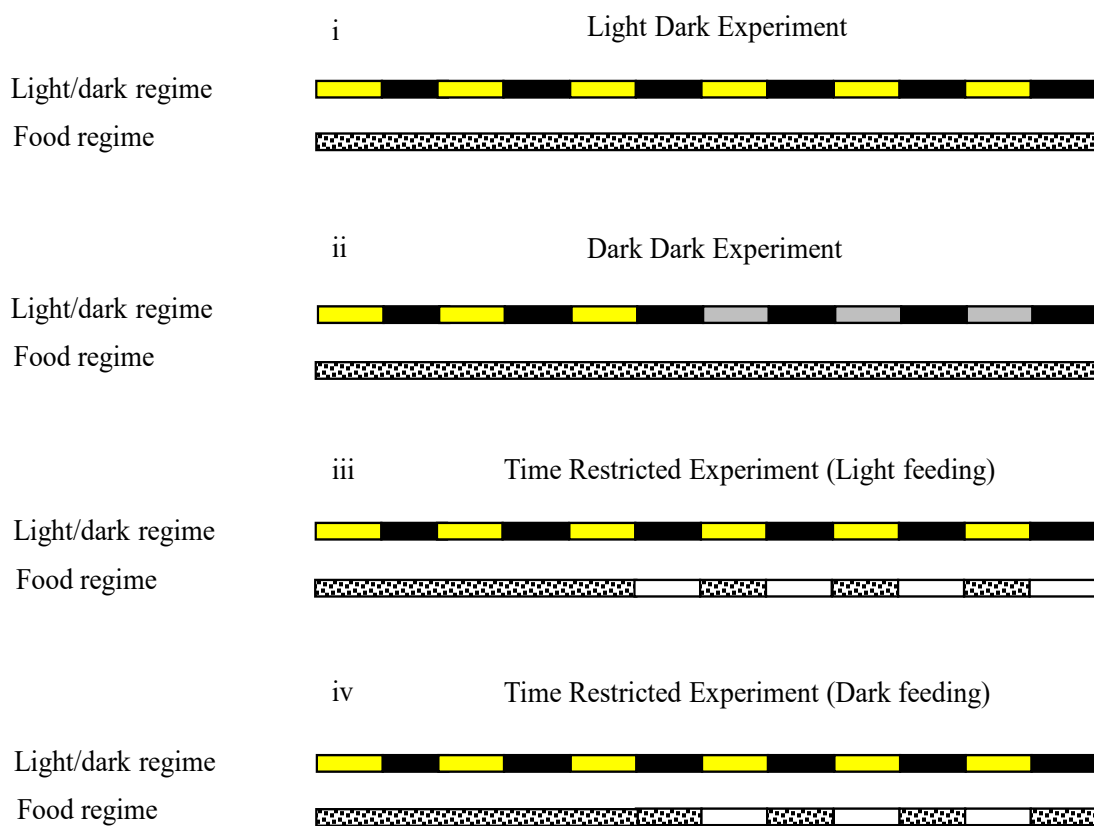 i Light Dark Experiment
Light/dark regime
Food regime
ii Dark Dark Experiment
Light/dark regime
Food regime
iii Time Restricted Experiment (Light feeding)
Light/dark regime
Food regime
iv Time Restricted Experiment (Dark feeding)
Light/dark regime
Food regime